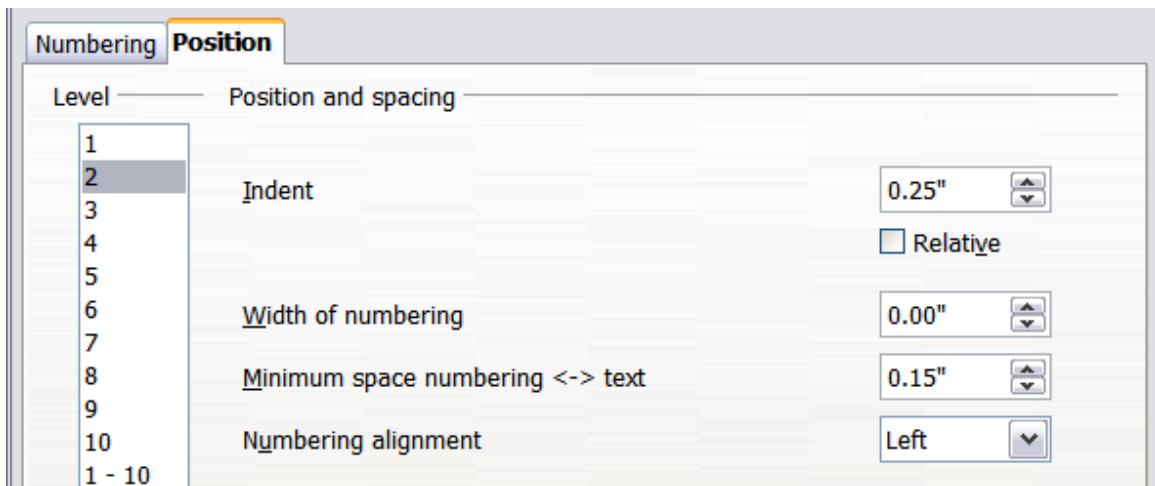 Numbering Position
Level Position and spacing
1
2
3
4
5
6
7
8
9
10
1 - 10
Indent 0.25"
Relative
Width of numbering 0.00"
Minimum space numbering <-> text 0.15"
Numbering alignment Left